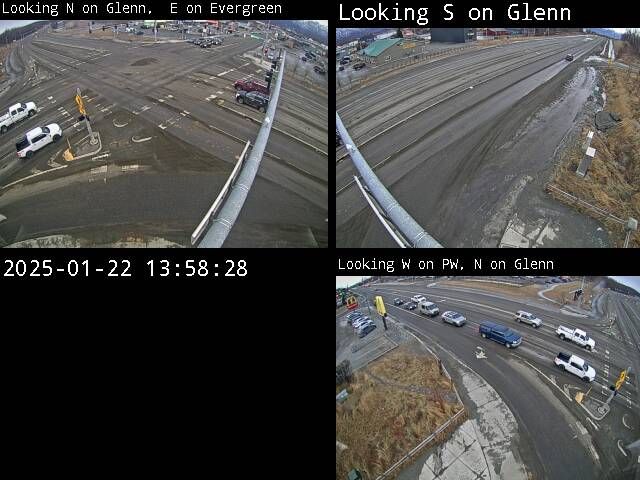 Looking N on Glenn, E on Evergreen
Looking S on Glenn
2025-01-22 13:58:28
Looking W on PW, N on Glenn